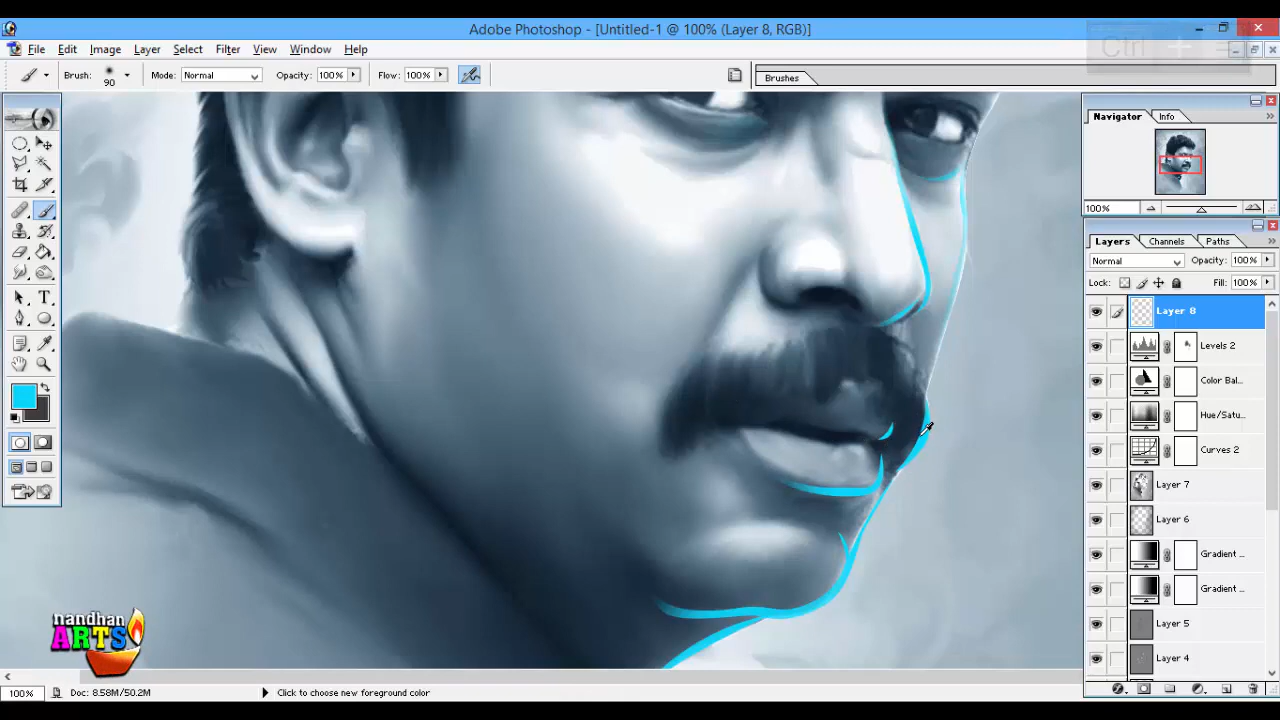 Adobe Photoshop - [Untitled-1 @ 100% (Layer 8, RGB)]
Ctrl + =
File Edit Image Layer Select Filter View Window Help
Brush: 90 Mode: Normal Opacity: 100% Flow: 100% Brushes
Navigator Info
100%
Layers Channels Paths
Normal Opacity: 100%
Lock: Fill: 100%
Layer 8
Levels 2
Color Bal...
Hue/Satu...
Curves 2
Layer 7
Layer 6
Gradient ...
Gradient ...
Layer 5
Layer 4
nandhan
ARTS
100% Doc: 8.58M/50.2M Click to choose new foreground color